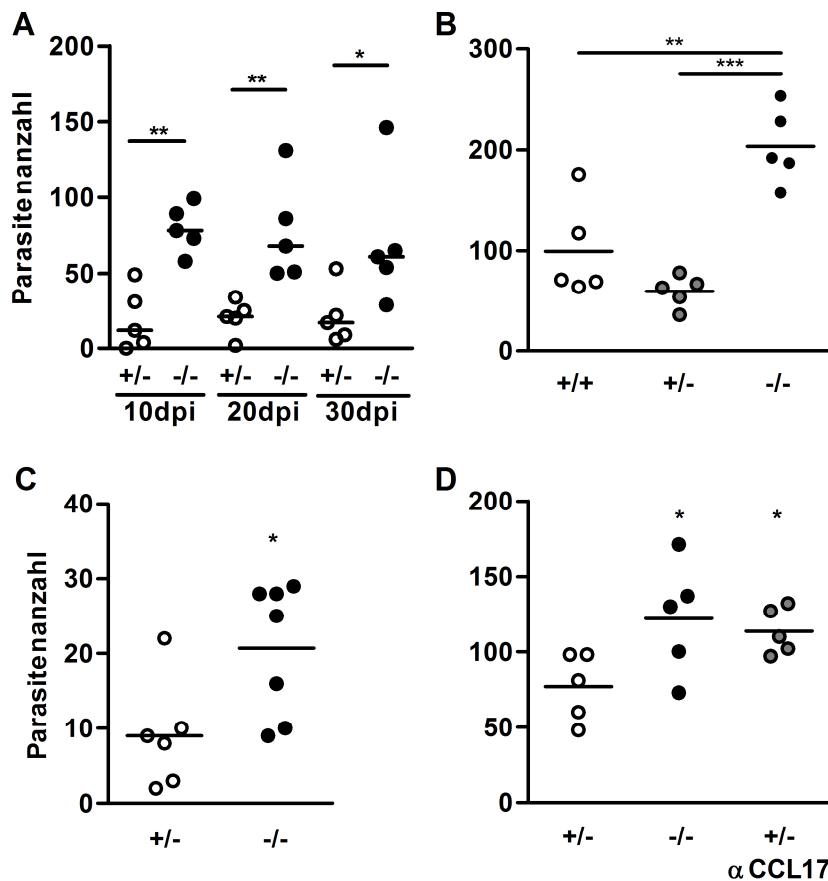 A
Parasitenanzahl
200
150
100
50
0
** ** *
+/- -/- +/- -/- +/- -/-
10dpi 20dpi 30dpi
B
300
200
100
0
**
***
+/+ +/- -/-
C
Parasitenanzahl
40
30
20
10
0
*
+/- -/-
D
200
150
100
50
0
* *
+/- -/- +/-
α CCL17